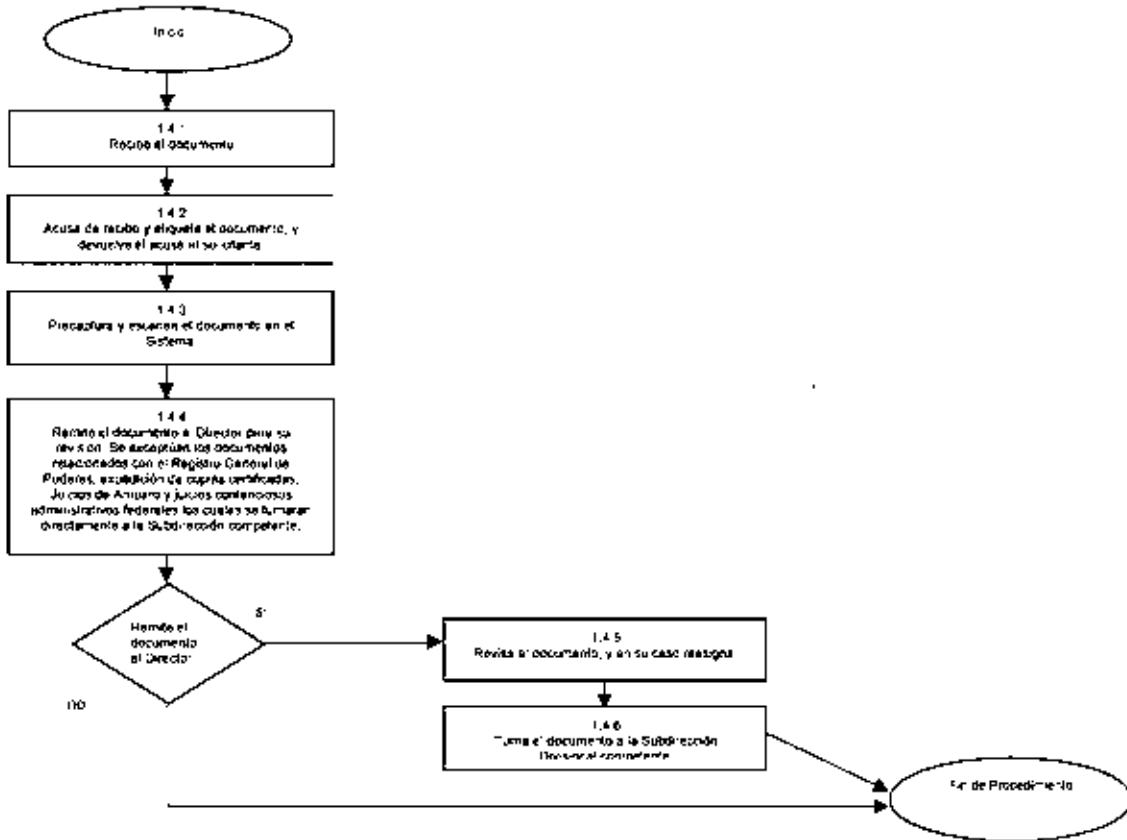 Inicio
1.4.1
Recibe el documento
1.4.2
Acusa de recibo y etiqueta el documento, y
devuelve el acuse al solicitante
1.4.3
Precaptura y escanea el documento en el
Sistema
1.4.4
Remite el documento al Director para su
revisión. Se exceptúan los documentos
relacionados con el Registro General de
Poderes, expedición de copias certificadas,
Juicios de Amparo y juicios contenciosos
administrativos federales los cuales se turnaran
directamente a la Subdirección competente.
Remite el
documento
al Director
Si
no
1.4.5
Revisa el documento, y en su caso reasigna
1.4.6
Turna el documento a la Subdirección
Divisional competente
Fin de Procedimiento